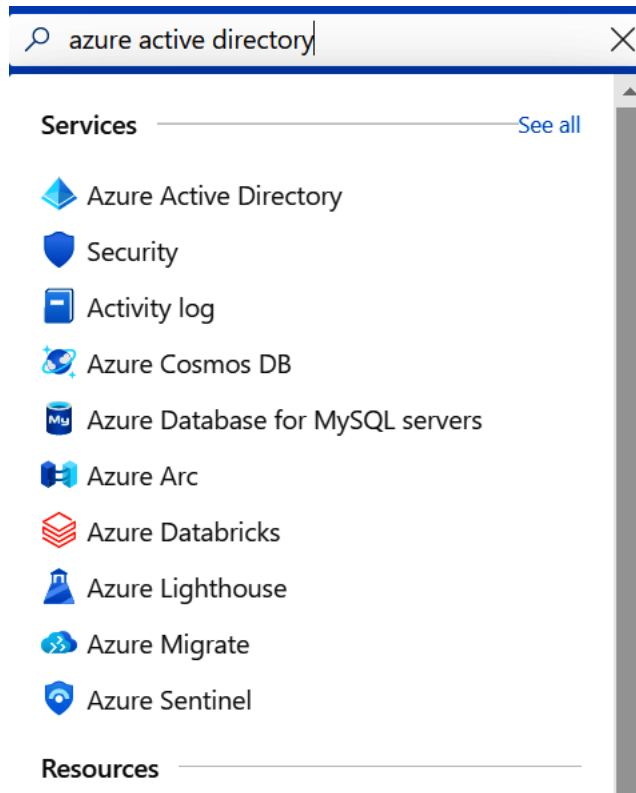 azure active directory
Services See all
Azure Active Directory
Security
Activity log
Azure Cosmos DB
My Azure Database for MySQL servers
Azure Arc
Azure Databricks
Azure Lighthouse
Azure Migrate
Azure Sentinel
Resources